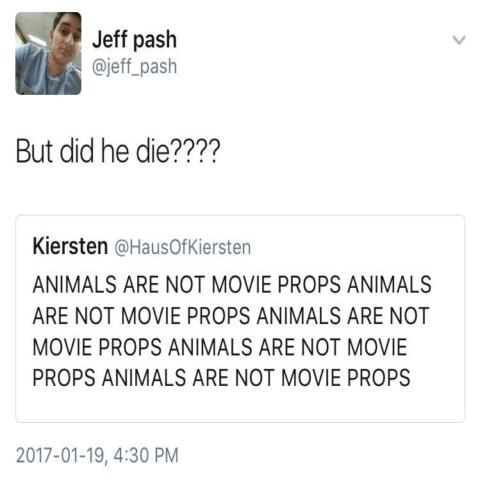 Jeff pash
@jeff_pash
But did he die????
Kiersten @HausOfKiersten
ANIMALS ARE NOT MOVIE PROPS ANIMALS
ARE NOT MOVIE PROPS ANIMALS ARE NOT
MOVIE PROPS ANIMALS ARE NOT MOVIE
PROPS ANIMALS ARE NOT MOVIE PROPS
2017-01-19, 4:30 PM